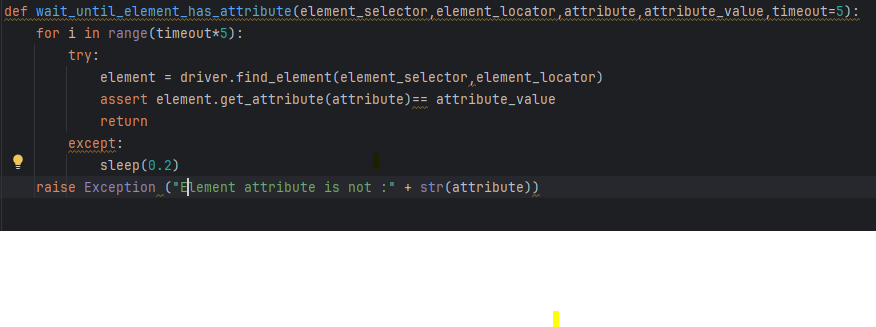 def wait_until_element_has_attribute(element_selector,element_locator,attribute,attribute_value,timeout=5):
    for i in range(timeout*5):
        try:
            element = driver.find_element(element_selector,element_locator)
            assert element.get_attribute(attribute)== attribute_value
            return
        except:
            sleep(0.2)
    raise Exception ("Element attribute is not :" + str(attribute))